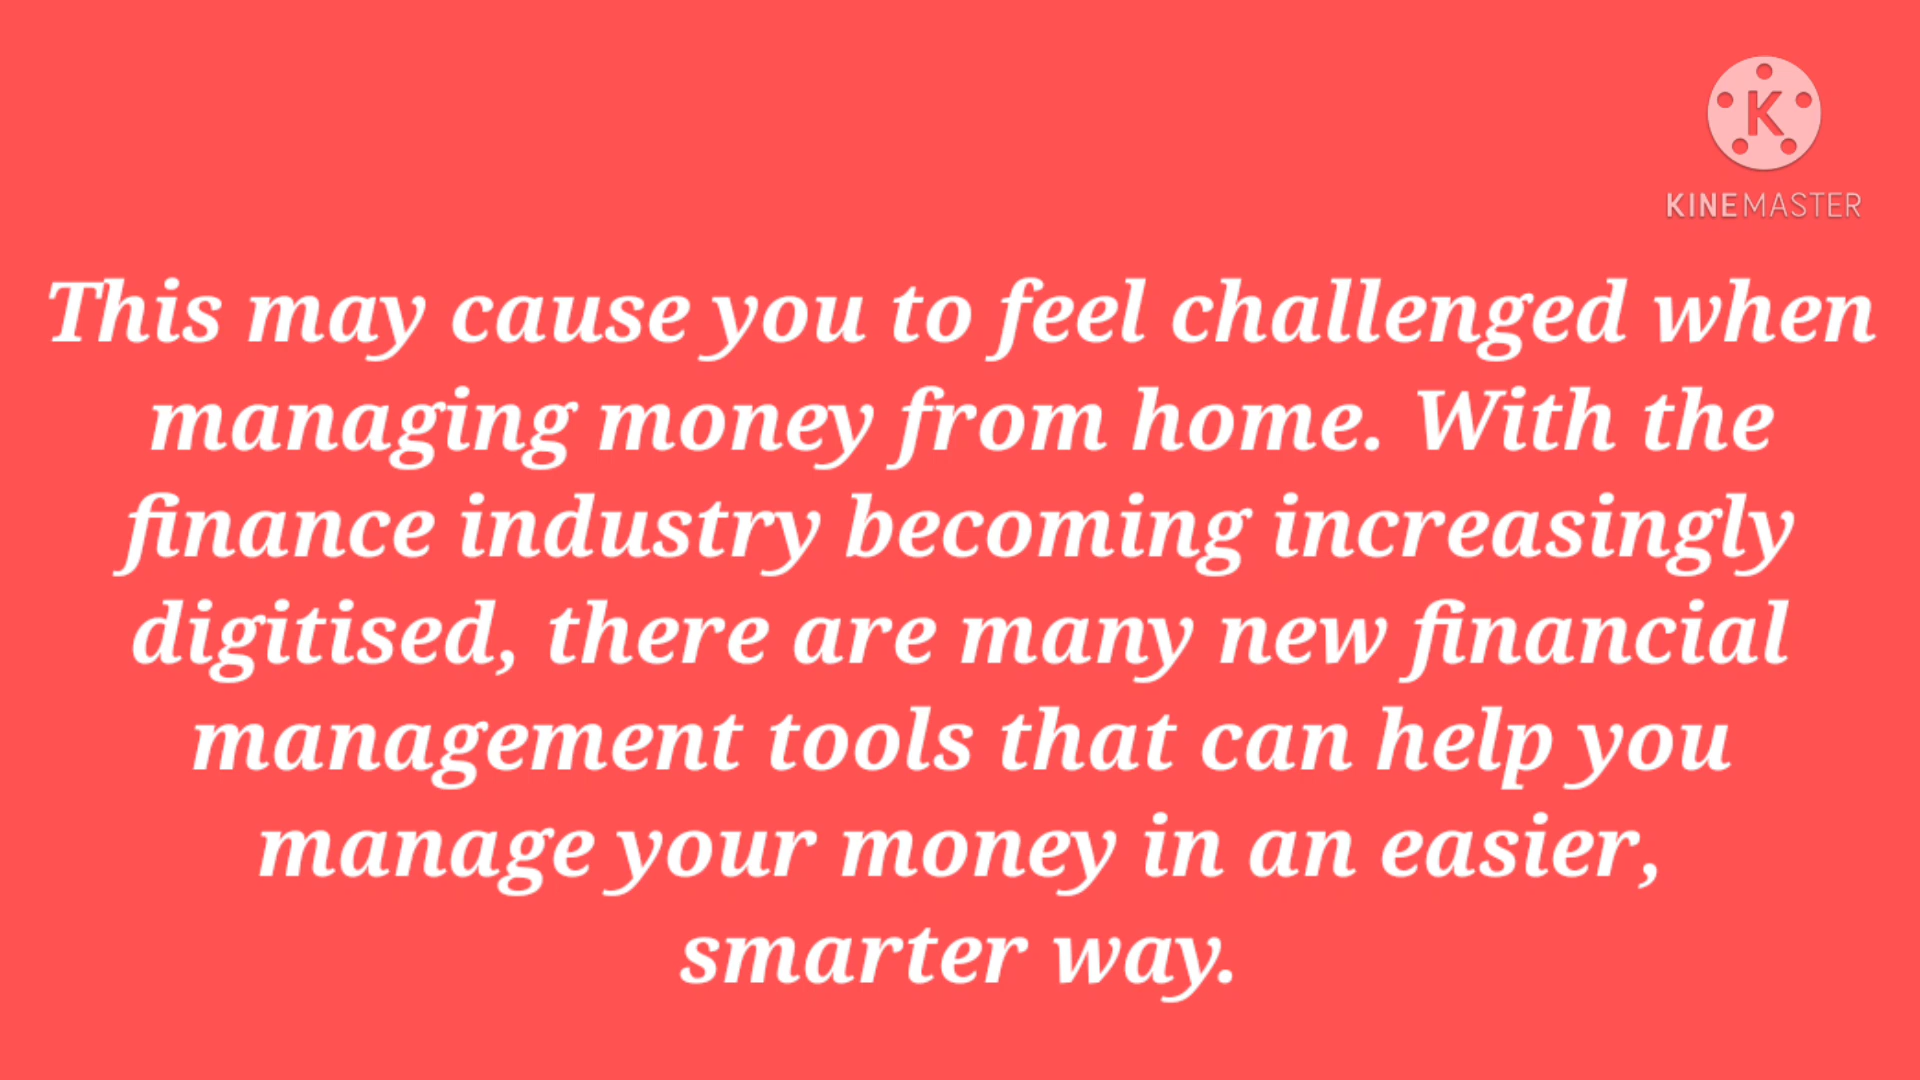 K
KINEMASTER
This may cause you to feel challenged when
managing money from home. With the
finance industry becoming increasingly
digitised, there are many new financial
management tools that can help you
manage your money in an easier,
smarter way.